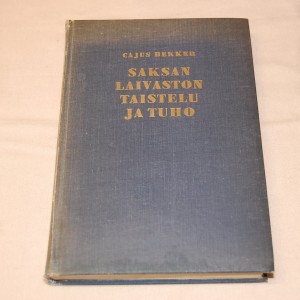 CAJUS BEKKER
SAKSAN
LAIVASTON
TAISTELU
JA TUHO